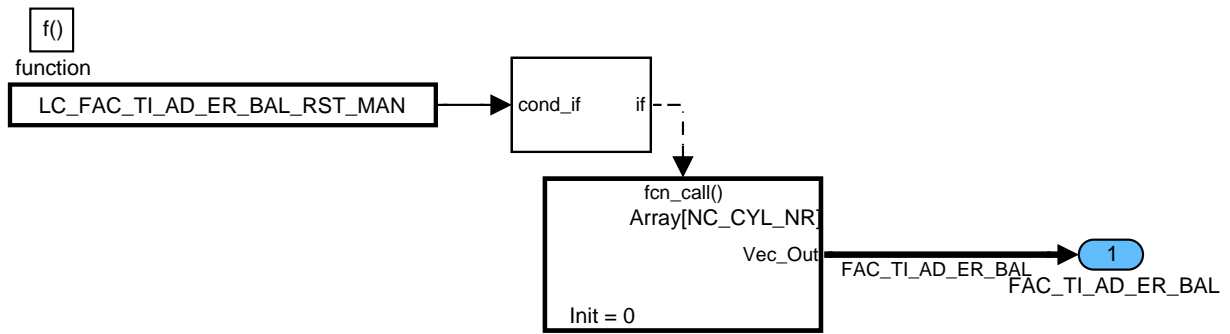 f()
function
LC_FAC_TI_AD_ER_BAL_RST_MAN
cond_if
if
fcn_call()
Array[NC_CYL_NR]
Vec_Out
Init = 0
FAC_TI_AD_ER_BAL
1
FAC_TI_AD_ER_BAL